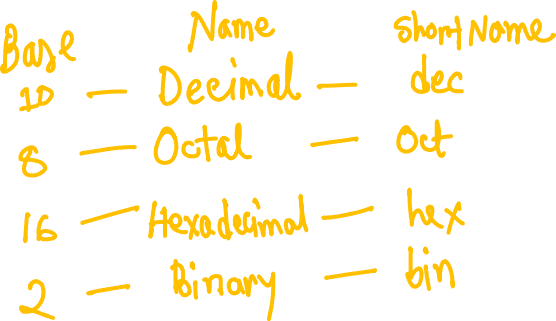 Base Name Short Name
10 — Decimal — dec
8 — Octal — Oct
16 — Hexadecimal — hex
2 — Binary — bin